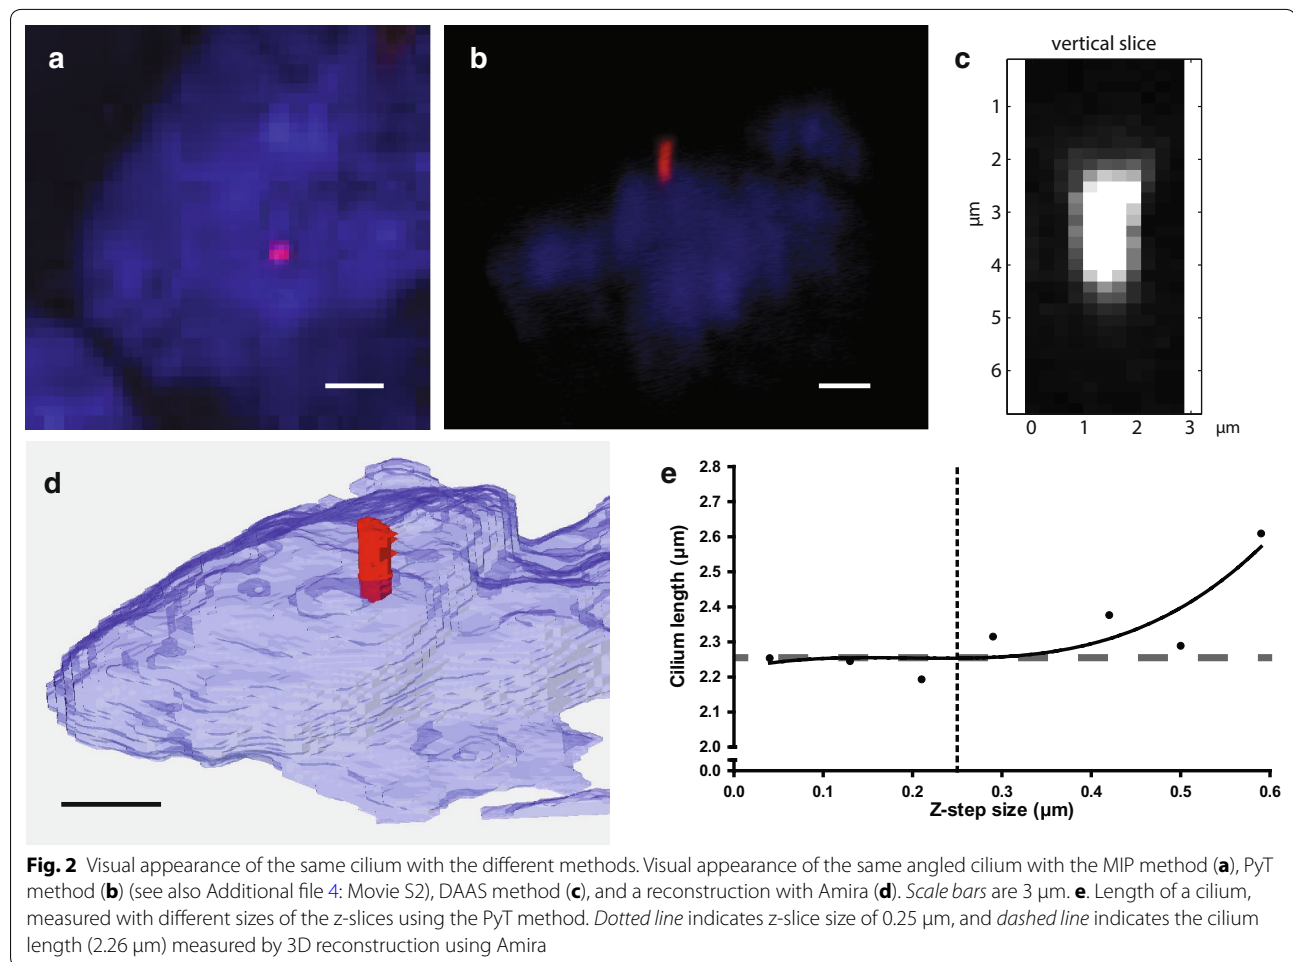 a
b
c
vertical slice
1
2
3
4
5
6
µm
0 1 2 3 µm
d
e
2.8
2.7
2.6
2.5
2.4
2.3
2.2
2.1
2.0
0.0
Cilium length (µm)
0.0 0.1 0.2 0.3 0.4 0.5 0.6
Z-step size (µm)
Fig. 2 Visual appearance of the same cilium with the different methods. Visual appearance of the same angled cilium with the MIP method (a), PyT
method (b) (see also Additional file 4: Movie S2), DAAS method (c), and a reconstruction with Amira (d). Scale bars are 3 µm. e. Length of a cilium,
measured with different sizes of the z-slices using the PyT method. Dotted line indicates z-slice size of 0.25 µm, and dashed line indicates the cilium
length (2.26 µm) measured by 3D reconstruction using Amira